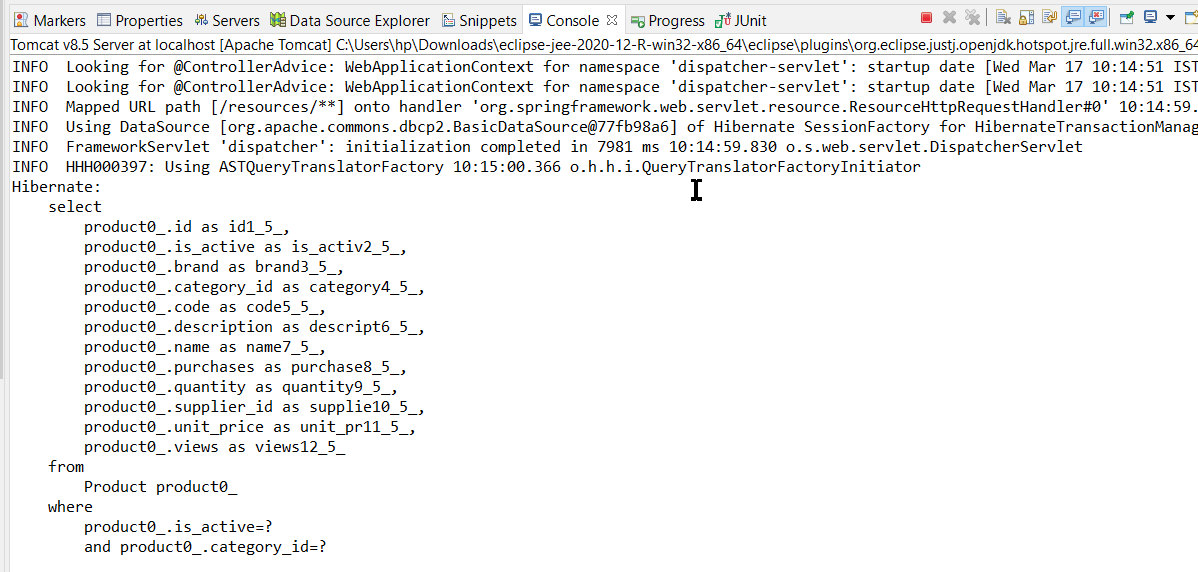 Markers Properties Servers Data Source Explorer Snippets Console Progress JUnit
Tomcat v8.5 Server at localhost [Apache Tomcat] C:\Users\hp\Downloads\eclipse-jee-2020-12-R-win32-x86_64\eclipse\plugins\org.eclipse.justj.openjdk.hotspot.jre.full.win32.x86_64
INFO  Looking for @ControllerAdvice: WebApplicationContext for namespace 'dispatcher-servlet': startup date [Wed Mar 17 10:14:51 IST
INFO  Looking for @ControllerAdvice: WebApplicationContext for namespace 'dispatcher-servlet': startup date [Wed Mar 17 10:14:51 IST
INFO  Mapped URL path [/resources/**] onto handler 'org.springframework.web.servlet.resource.ResourceHttpRequestHandler#0' 10:14:59.
INFO  Using DataSource [org.apache.commons.dbcp2.BasicDataSource@77fb98a6] of Hibernate SessionFactory for HibernateTransactionManag
INFO  FrameworkServlet 'dispatcher': initialization completed in 7981 ms 10:14:59.830 o.s.web.servlet.DispatcherServlet
INFO  HHH000397: Using ASTQueryTranslatorFactory 10:15:00.366 o.h.h.i.QueryTranslatorFactoryInitiator
Hibernate:
    select
        product0_.id as id1_5_,
        product0_.is_active as is_activ2_5_,
        product0_.brand as brand3_5_,
        product0_.category_id as category4_5_,
        product0_.code as code5_5_,
        product0_.description as descript6_5_,
        product0_.name as name7_5_,
        product0_.purchases as purchase8_5_,
        product0_.quantity as quantity9_5_,
        product0_.supplier_id as supplie10_5_,
        product0_.unit_price as unit_pr11_5_,
        product0_.views as views12_5_
    from
        Product product0_
    where
        product0_.is_active=?
        and product0_.category_id=?